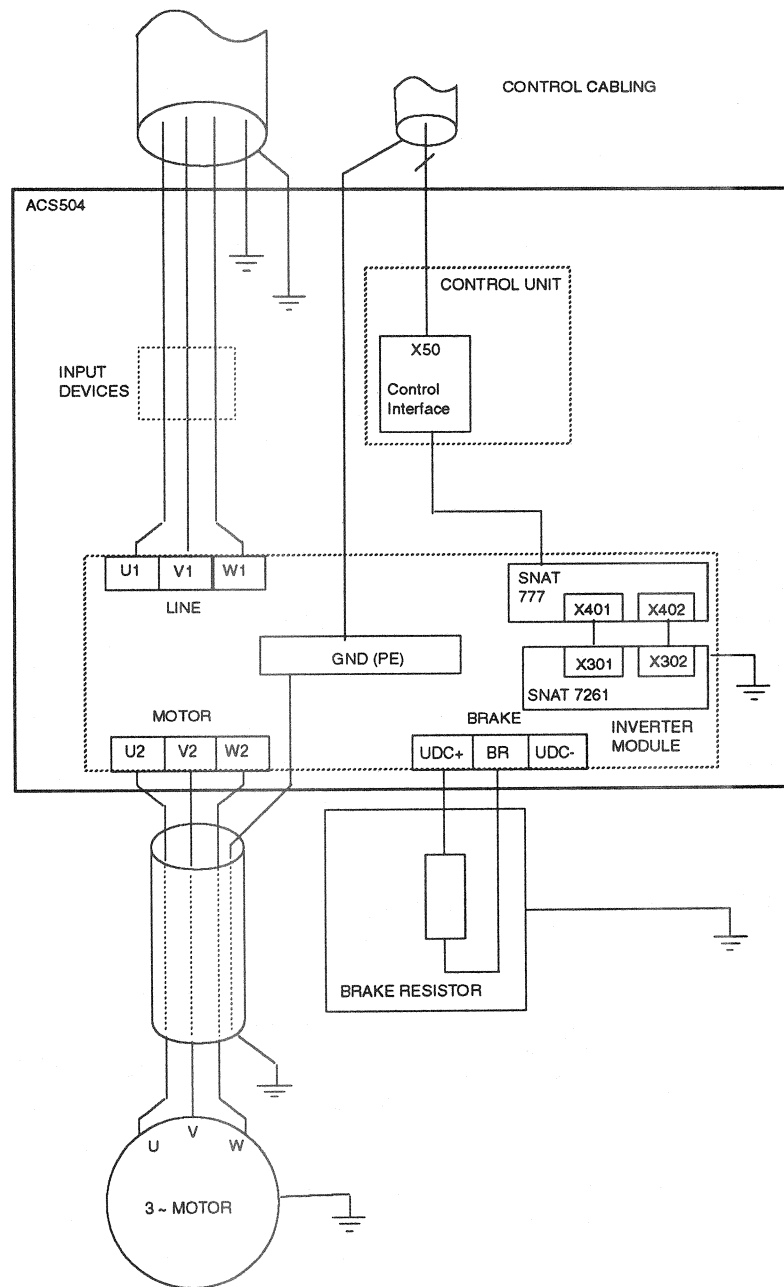 CONTROL CABLING
ACS504
CONTROL UNIT
X50
Control
Interface
INPUT
DEVICES
U1 V1 W1
LINE
SNAT
777
X401 X402
GND (PE)
X301 X302
SNAT 7261
MOTOR
BRAKE
INVERTER
MODULE
U2 V2 W2
UDC+ BR UDC-
BRAKE RESISTOR
U V W
3 ~ MOTOR